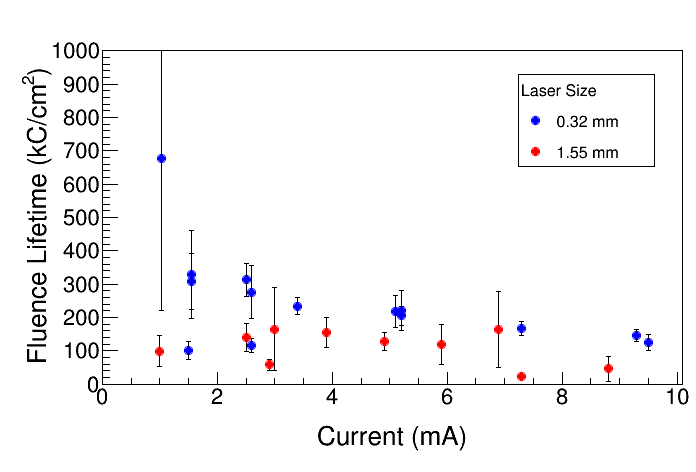 1000
900
800
700
600
500
400
300
200
100
0
Fluence Lifetime (kC/cm²)
Laser Size
0.32 mm
1.55 mm
0 2 4 6 8 10
Current (mA)